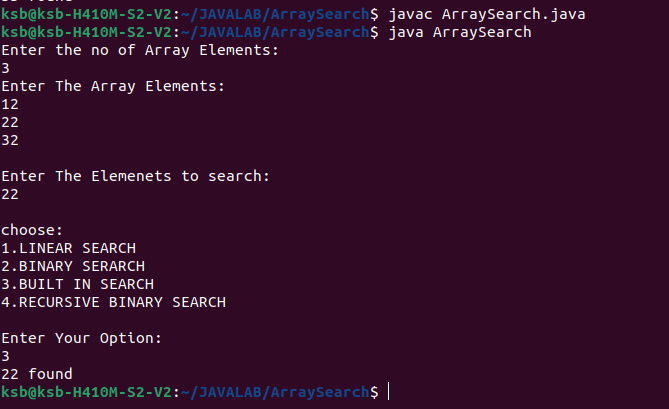 ksb@ksb-H410M-S2-V2:~/JAVALAB/ArraySearch$ javac ArraySearch.java
ksb@ksb-H410M-S2-V2:~/JAVALAB/ArraySearch$ java ArraySearch
Enter the no of Array Elements:
3
Enter The Array Elements:
12
22
32
Enter The Elemenets to search:
22
choose:
1.LINEAR SEARCH
2.BINARY SERARCH
3.BUILT IN SEARCH
4.RECURSIVE BINARY SEARCH
Enter Your Option:
3
22 found
ksb@ksb-H410M-S2-V2:~/JAVALAB/ArraySearch$